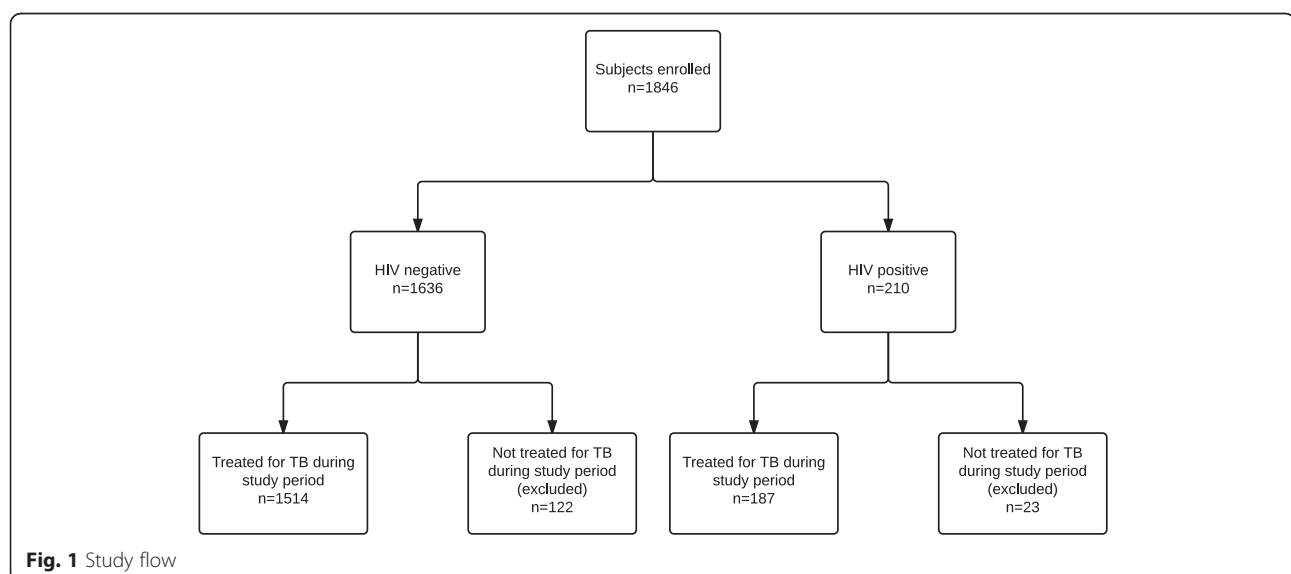 Subjects enrolled
n=1846
HIV negative
n=1636
HIV positive
n=210
Treated for TB during
study period
n=1514
Not treated for TB
during study period
(excluded)
n=122
Treated for TB during
study period
n=187
Not treated for TB
during study period
(excluded)
n=23
Fig. 1 Study flow